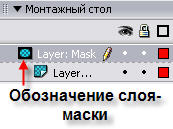 Монтажный стол
Layer: Mask
Layer...
Обозначение слоя-
маски